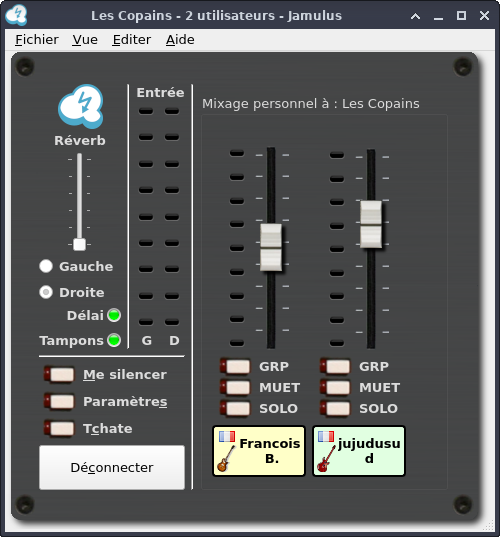 Les Copains - 2 utilisateurs - Jamulus
Fichier Vue Editer Aide
Entrée
Mixage personnel à : Les Copains
Réverb
Gauche
Droite
Délai
Tampons
G D
Me silencer
Paramètres
Tchate
Déconnecter
GRP
MUET
SOLO
GRP
MUET
SOLO
Francois
B.
jujudusu
d